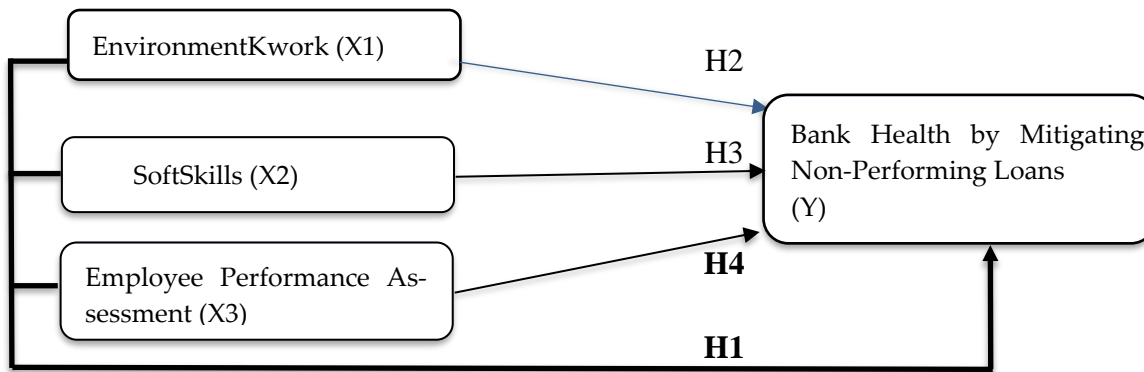 EnvironmentKwork (X1)
H2
Bank Health by Mitigating
Non-Performing Loans
(Y)
H3
SoftSkills (X2)
Employee Performance As-
sessment (X3)
H4
H1